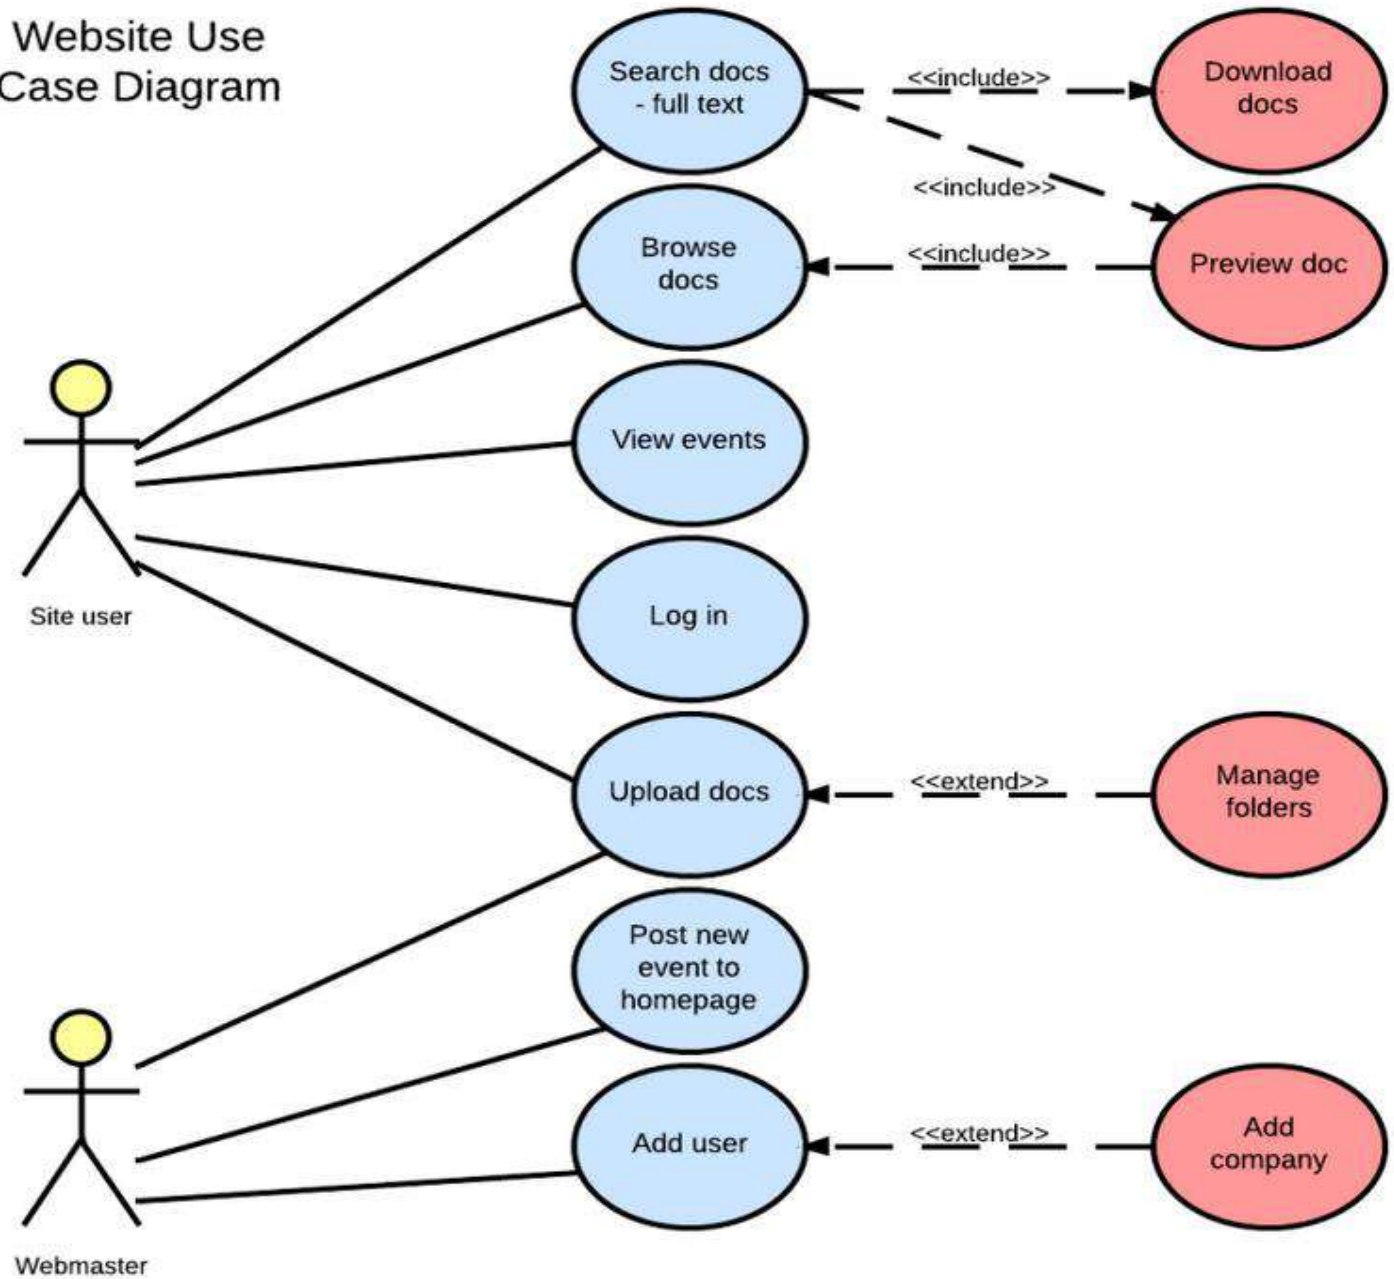 Website Use
Case Diagram
Search docs
- full text
<<include>>
Download
docs
<<include>>
Browse
docs
<<include>>
Preview doc
View events
Site user
Log in
Upload docs
<<extend>>
Manage
folders
Post new
event to
homepage
Add user
<<extend>>
Add
company
Webmaster